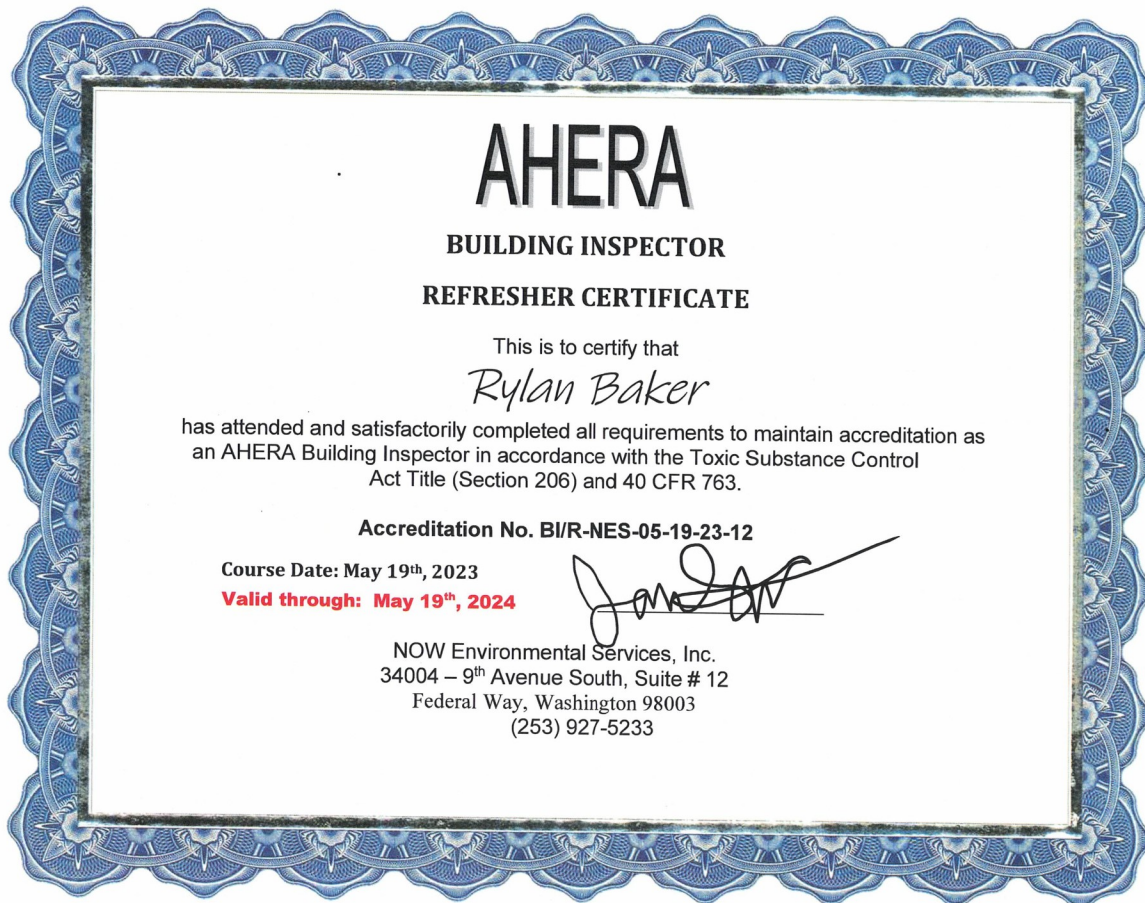 AHERA
BUILDING INSPECTOR
REFRESHER CERTIFICATE
This is to certify that
Rylan Baker
has attended and satisfactorily completed all requirements to maintain accreditation as
an AHERA Building Inspector in accordance with the Toxic Substance Control
Act Title (Section 206) and 40 CFR 763.
Accreditation No. BI/R-NES-05-19-23-12
Course Date: May 19th, 2023
Valid through: May 19th, 2024
NOW Environmental Services, Inc.
34004 – 9th Avenue South, Suite # 12
Federal Way, Washington 98003
(253) 927-5233